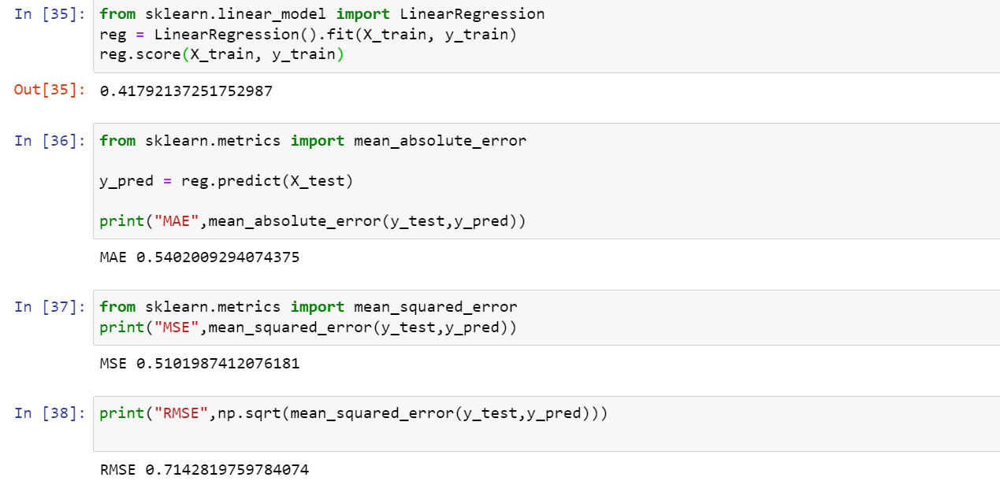 In [35]: from sklearn.linear_model import LinearRegression
reg = LinearRegression().fit(X_train, y_train)
reg.score(X_train, y_train)
Out[35]: 0.41792137251752987
In [36]: from sklearn.metrics import mean_absolute_error
y_pred = reg.predict(X_test)
print("MAE",mean_absolute_error(y_test,y_pred))
MAE 0.5402009294074375
In [37]: from sklearn.metrics import mean_squared_error
print("MSE",mean_squared_error(y_test,y_pred))
MSE 0.5101987412076181
In [38]: print("RMSE",np.sqrt(mean_squared_error(y_test,y_pred)))
RMSE 0.7142819759784074